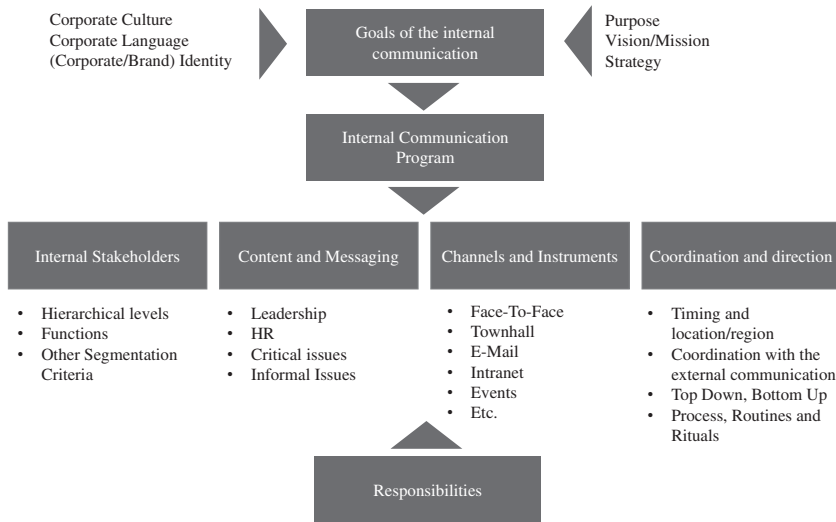 Corporate Culture
Corporate Language
(Corporate/Brand) Identity
Goals of the internal
communication
Purpose
Vision/Mission
Strategy
Internal Communication
Program
Internal Stakeholders
• Hierarchical levels
• Functions
• Other Segmentation
Criteria
Content and Messaging
• Leadership
• HR
• Critical issues
• Informal Issues
Channels and Instruments
• Face-To-Face
• Townhall
• E-Mail
• Intranet
• Events
• Etc.
Coordination and direction
• Timing and
location/region
• Coordination with the
external communication
• Top Down, Bottom Up
• Process, Routines and
Rituals
Responsibilities